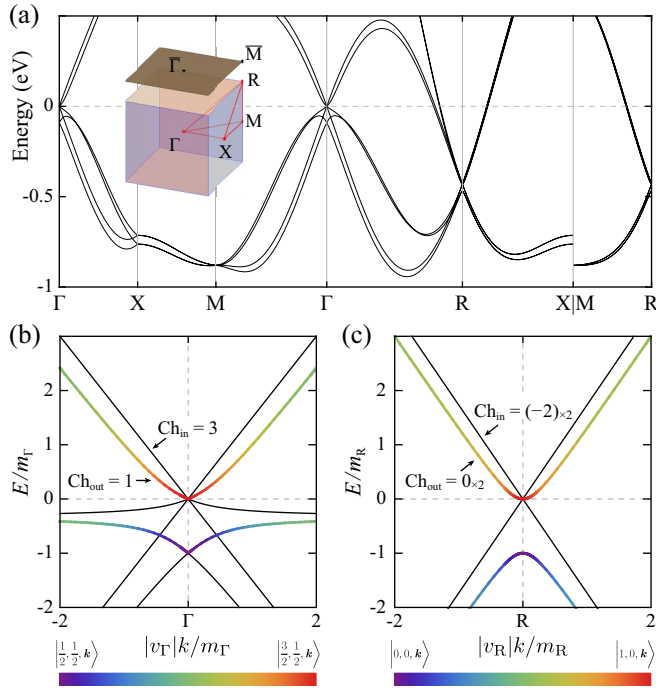 (a)
Energy (eV)
0
-0.5
-1
Γ̅
M̅
R
M
Γ
X
Γ X M Γ R X|M R
(b)
E/m_Γ
2
1
0
-1
-2
Ch_in = 3
Ch_out = 1
-2 Γ 2
|v_Γ|k/m_Γ
|1/2, 1/2, k⟩
|3/2, 1/2, k⟩
(c)
E/m_R
2
1
0
-1
-2
Ch_in = (−2)×2
Ch_out = 0×2
-2 R 2
|v_R|k/m_R
|0,0,k⟩
|1,0,k⟩